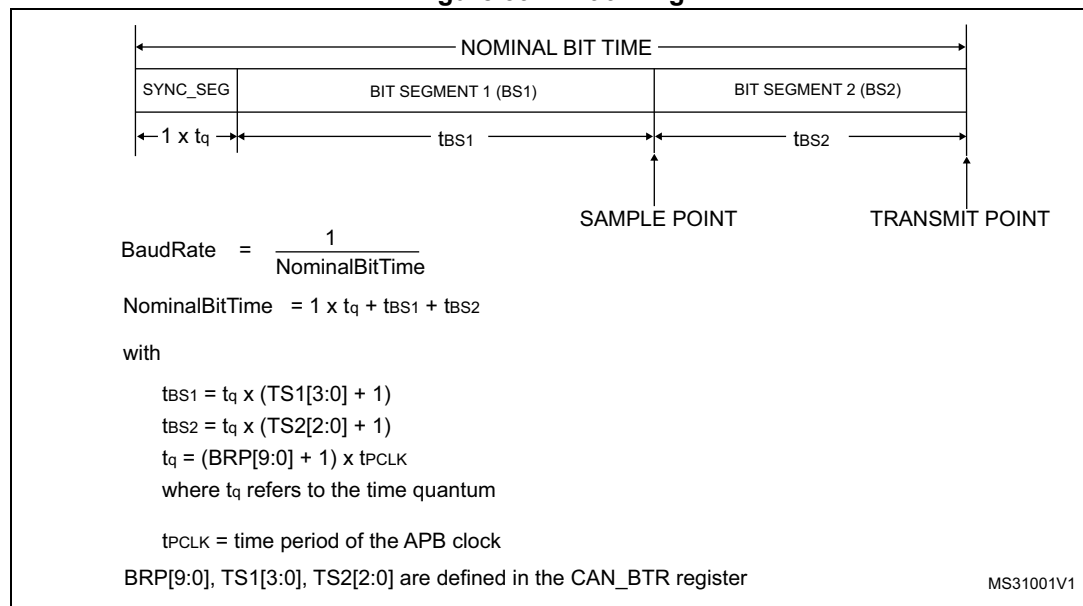 NOMINAL BIT TIME
SYNC_SEG BIT SEGMENT 1 (BS1) BIT SEGMENT 2 (BS2)
1 x tq tBS1 tBS2
SAMPLE POINT TRANSMIT POINT
BaudRate = 1
NominalBitTime
NominalBitTime = 1 x tq + tBS1 + tBS2
with
tBS1 = tq x (TS1[3:0] + 1)
tBS2 = tq x (TS2[2:0] + 1)
tq = (BRP[9:0] + 1) x tPCLK
where tq refers to the time quantum
tPCLK = time period of the APB clock
BRP[9:0], TS1[3:0], TS2[2:0] are defined in the CAN_BTR register
MS31001V1